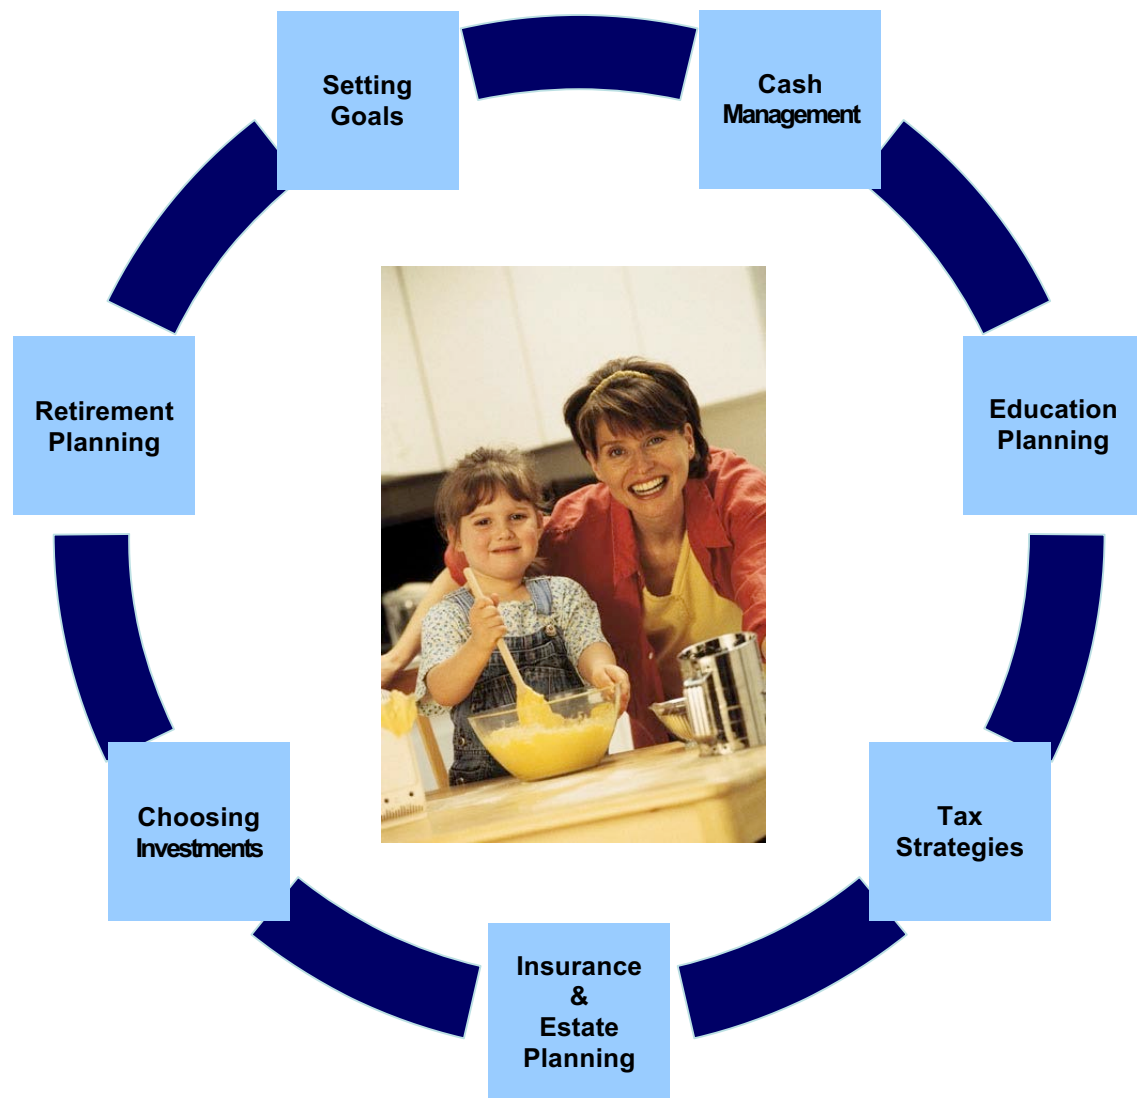 Setting
Goals
Cash
Management
Education
Planning
Tax
Strategies
Insurance
&
Estate
Planning
Choosing
Investments
Retirement
Planning